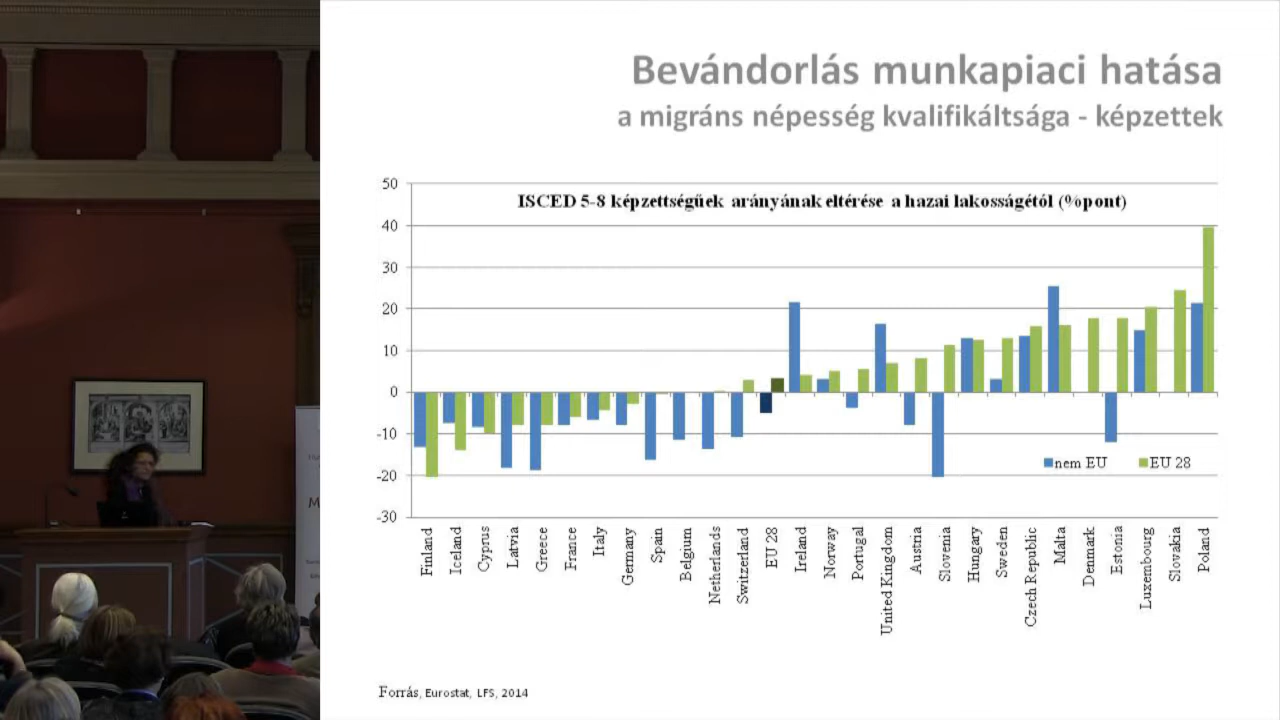 Bevándorlás munkapiaci hatása
a migráns népesség kvalifikáltsága - képzettek
ISCED 5-8 képzettségűek arányának eltérése a hazai lakosságétól (%pont)
50
40
30
20
10
0
-10
-20
-30
nem EU
EU 28
Finland
Iceland
Cyprus
Latvia
Greece
France
Italy
Germany
Spain
Belgium
Netherlands
Switzerland
EU 28
Ireland
Norway
Portugal
United Kingdom
Austria
Slovenia
Hungary
Sweden
Czech Republic
Malta
Denmark
Estonia
Luxembourg
Slovakia
Poland
Forrás, Eurostat, LFS, 2014